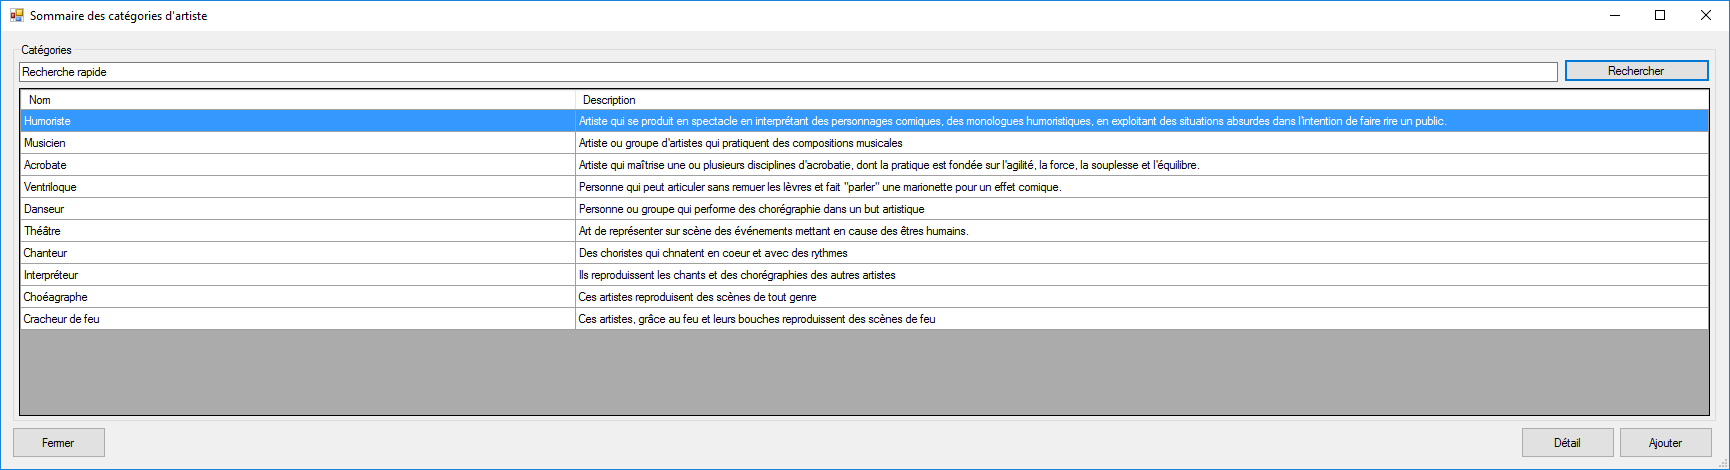 Sommaire des catégories d'artiste
Catégories
Recherche rapide Rechercher
Nom Description
Humoriste Artiste qui se produit en spectacle en interprétant des personnages comiques, des monologues humoristiques, en exploitant des situations absurdes dans l'intention de faire rire un public.
Musicien Artiste ou groupe d'artistes qui pratiquent des compositions musicales
Acrobate Artiste qui maîtrise une ou plusieurs disciplines d'acrobatie, dont la pratique est fondée sur l'agilité, la force, la souplesse et l'équilibre.
Ventriloque Personne qui peut articuler sans remuer les lèvres et fait "parler" une marionette pour un effet comique.
Danseur Personne ou groupe qui performe des chorégraphie dans un but artistique
Théâtre Art de représenter sur scène des événements mettant en cause des êtres humains.
Chanteur Des choristes qui chnatent en coeur et avec des rythmes
Interpréteur Ils reproduissent les chants et des chorégraphies des autres artistes
Choéagraphe Ces artistes reproduisent des scènes de tout genre
Cracheur de feu Ces artistes, grâce au feu et leurs bouches reproduissent des scènes de feu
Fermer Détail Ajouter